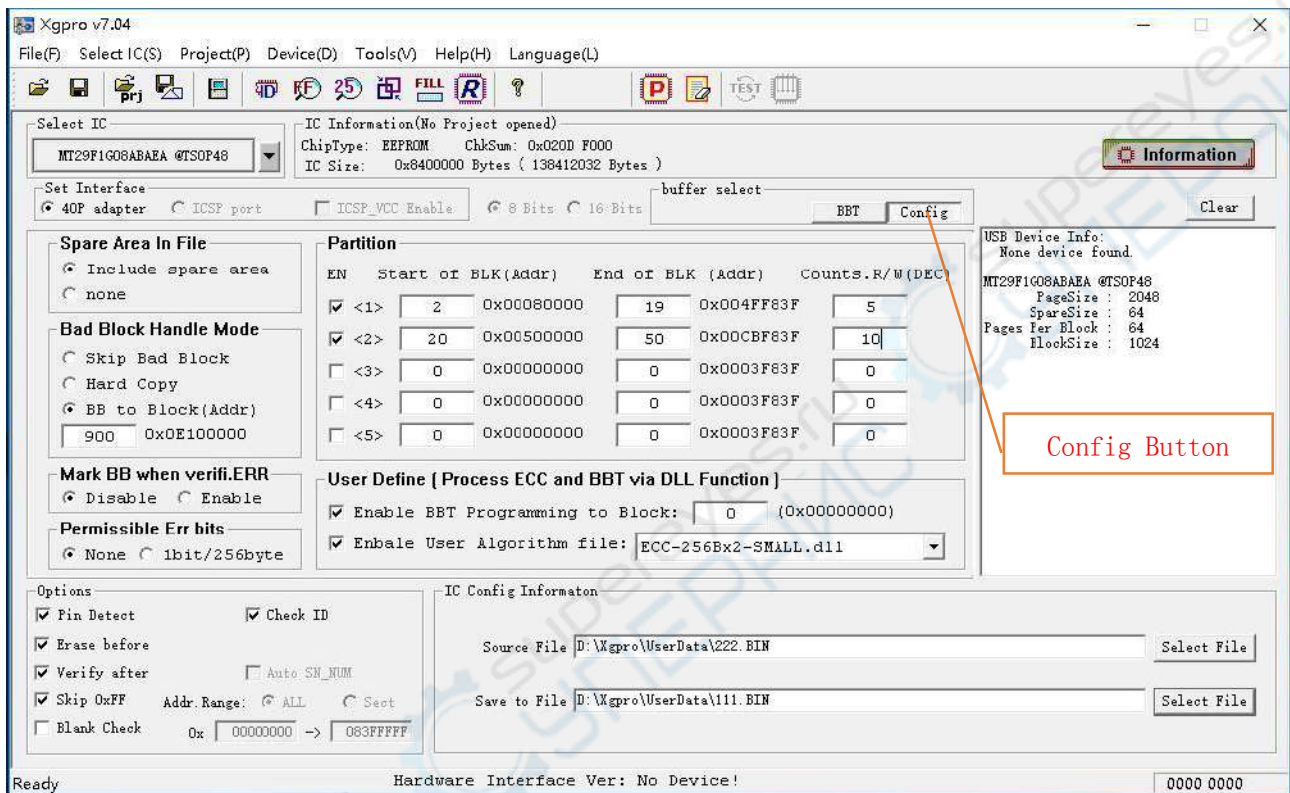 Xgpro v7.04
File(F) Select IC(S) Project(P) Device(D) Tools(V) Help(H) Language(L)
prj 4D RF 25 FILL R ? P TEST
Select IC
IC Information(No Project opened)
MT29F1G08ABAEA @TSOP48
ChipType: EEPROM ChkSum: 0x020D F000
IC Size: 0x8400000 Bytes ( 138412032 Bytes )
Information
Set Interface
40P adapter ICSP port ICSP_VCC Enable 8 Bits 16 Bits
buffer select
BBT Config
Clear
Spare Area In File
Include spare area
none
Bad Block Handle Mode
Skip Bad Block
Hard Copy
BB to Block(Addr)
900 0x0E100000
Mark BB when verifi.ERR
Disable Enable
Permissible Err bits
None 1bit/256byte
Partition
EN Start of BLK(Addr) End of BLK (Addr) Counts.R/W(DEC)
<1> 2 0x00080000 19 0x004FF83F 5
<2> 20 0x00500000 50 0x00CBF83F 10
<3> 0 0x00000000 0 0x0003F83F 0
<4> 0 0x00000000 0 0x0003F83F 0
<5> 0 0x00000000 0 0x0003F83F 0
User Define [ Process ECC and BBT via DLL Function ]
Enable BBT Programming to Block: 0 (0x00000000)
Enbale User Algorithm file: ECC-256Bx2-SMALL.dll
USB Device Info:
None device found.
MT29F1G08ABAEA @TSOP48
PageSize : 2048
SpareSize : 64
Pages Per Block : 64
BlockSize : 1024
Config Button
Options
Pin Detect Check ID
Erase before
Verify after Auto SN_NUM
Skip 0xFF Addr.Range: ALL Sect
Blank Check 0x 00000000 -> 083FFFFF
IC Config Informaton
Source File D:\Xgpro\UserData\222.BIN Select File
Save to File D:\Xgpro\UserData\111.BIN Select File
Ready Hardware Interface Ver: No Device! 0000 0000
supereyes.ru
СУПЕРАЙС